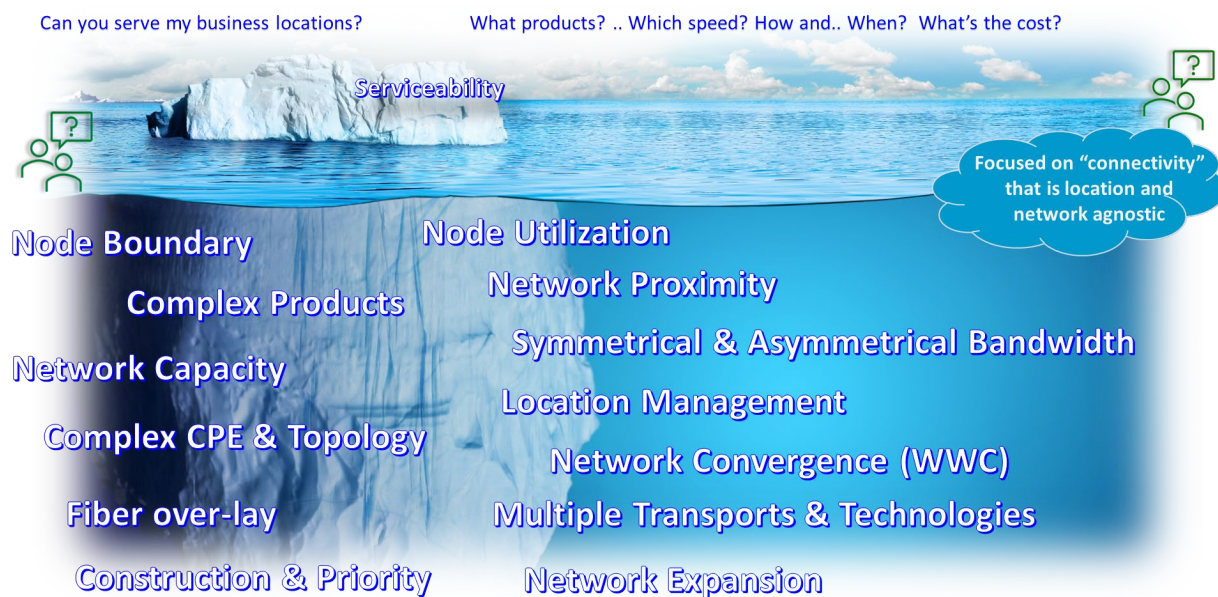 Can you serve my business locations?
What products? .. Which speed? How and.. When? What's the cost?
Serviceability
?
?
Focused on “connectivity”
that is location and
network agnostic
Node Boundary
Node Utilization
Network Proximity
Complex Products
Symmetrical & Asymmetrical Bandwidth
Network Capacity
Location Management
Complex CPE & Topology
Network Convergence (WWC)
Fiber over-lay
Multiple Transports & Technologies
Construction & Priority
Network Expansion